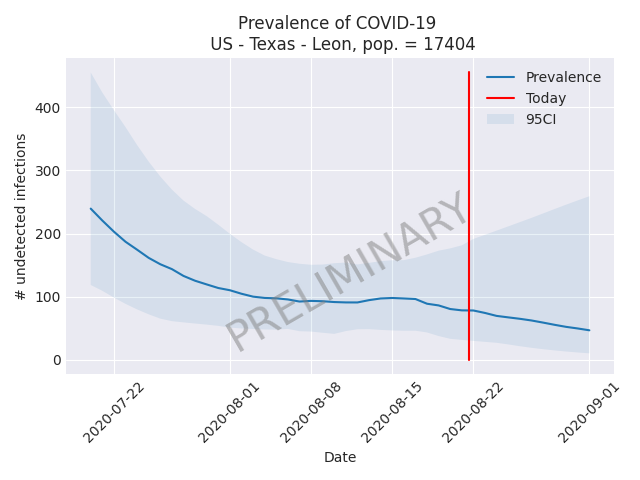 Prevalence of COVID-19
US - Texas - Leon, pop. = 17404
Prevalence
Today
95CI
PRELIMINARY
# undetected infections
400
300
200
100
0
2020-07-22
2020-08-01
2020-08-08
2020-08-15
2020-08-22
2020-09-01
Date